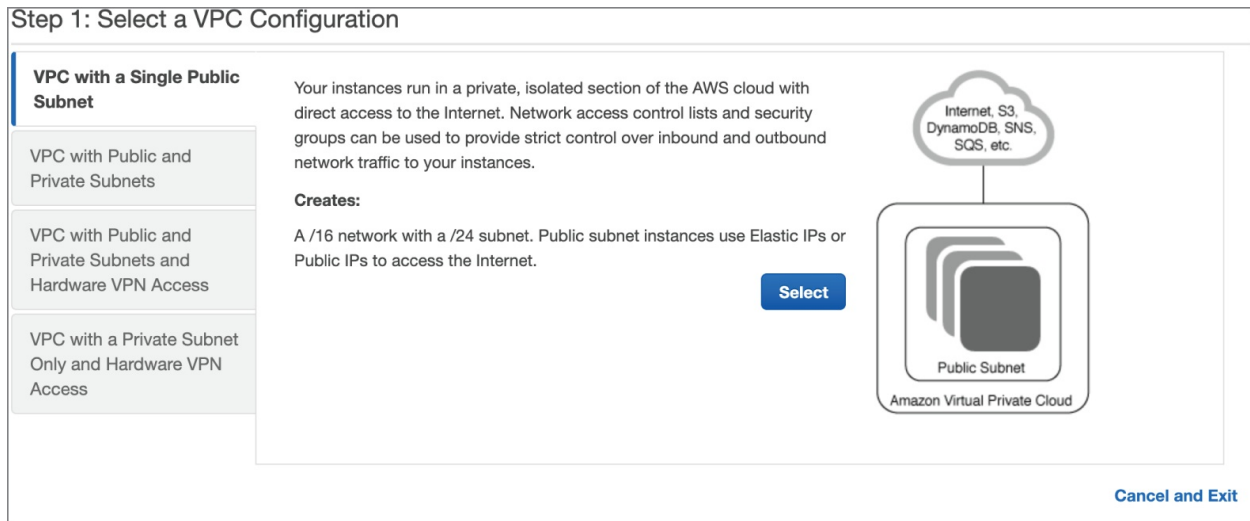 Step 1: Select a VPC Configuration
VPC with a Single Public
Subnet
VPC with Public and
Private Subnets
VPC with Public and
Private Subnets and
Hardware VPN Access
VPC with a Private Subnet
Only and Hardware VPN
Access
Your instances run in a private, isolated section of the AWS cloud with
direct access to the Internet. Network access control lists and security
groups can be used to provide strict control over inbound and outbound
network traffic to your instances.
Creates:
A /16 network with a /24 subnet. Public subnet instances use Elastic IPs or
Public IPs to access the Internet.
Select
Internet, S3,
DynamoDB, SNS,
SQS, etc.
Public Subnet
Amazon Virtual Private Cloud
Cancel and Exit